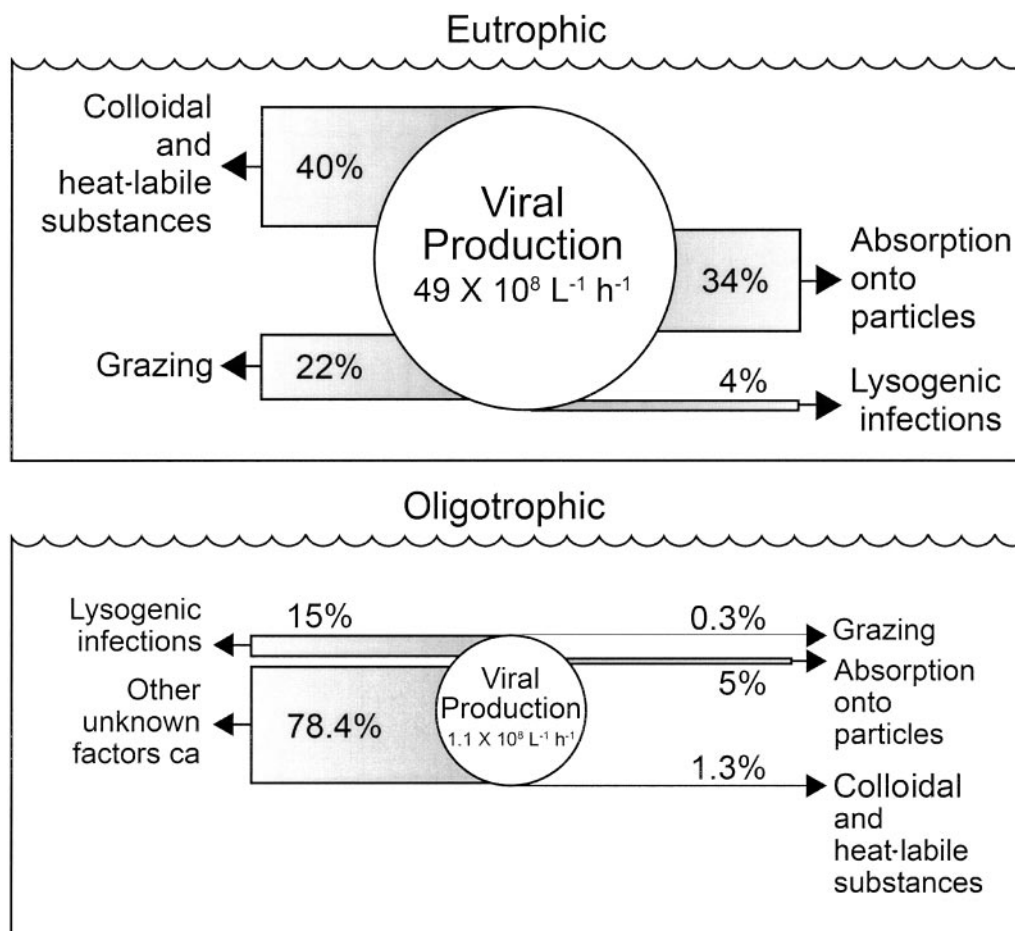 Eutrophic
Colloidal
and
heat-labile
substances
40%
Viral
Production
49 X 10⁸ L⁻¹ h⁻¹
34%
Absorption
onto
particles
Grazing
22%
4%
Lysogenic
infections
Oligotrophic
Lysogenic
infections
15%
0.3%
Grazing
Other
unknown
factors ca
78.4%
Viral
Production
1.1 X 10⁸ L⁻¹ h⁻¹
5%
Absorption
onto
particles
1.3%
Colloidal
and
heat-labile
substances